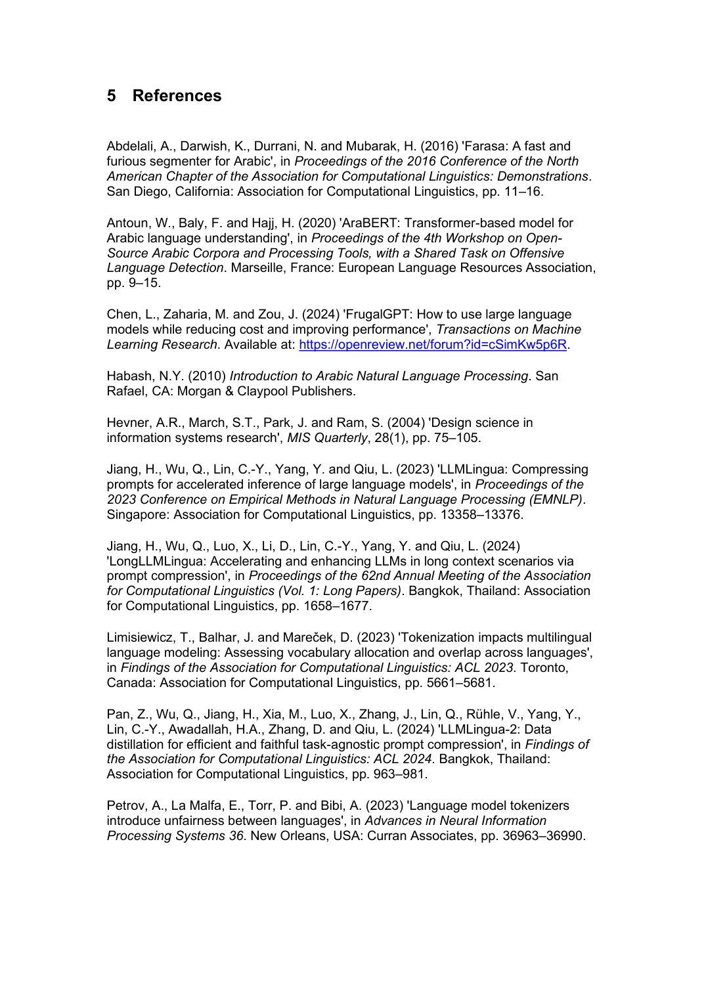 5 References
Abdelali, A., Darwish, K., Durrani, N. and Mubarak, H. (2016) 'Farasa: A fast and
furious segmenter for Arabic', in Proceedings of the 2016 Conference of the North
American Chapter of the Association for Computational Linguistics: Demonstrations.
San Diego, California: Association for Computational Linguistics, pp. 11–16.
Antoun, W., Baly, F. and Hajj, H. (2020) 'AraBERT: Transformer-based model for
Arabic language understanding', in Proceedings of the 4th Workshop on Open-
Source Arabic Corpora and Processing Tools, with a Shared Task on Offensive
Language Detection. Marseille, France: European Language Resources Association,
pp. 9–15.
Chen, L., Zaharia, M. and Zou, J. (2024) 'FrugalGPT: How to use large language
models while reducing cost and improving performance', Transactions on Machine
Learning Research. Available at: https://openreview.net/forum?id=cSimKw5p6R.
Habash, N.Y. (2010) Introduction to Arabic Natural Language Processing. San
Rafael, CA: Morgan & Claypool Publishers.
Hevner, A.R., March, S.T., Park, J. and Ram, S. (2004) 'Design science in
information systems research', MIS Quarterly, 28(1), pp. 75–105.
Jiang, H., Wu, Q., Lin, C.-Y., Yang, Y. and Qiu, L. (2023) 'LLMLingua: Compressing
prompts for accelerated inference of large language models', in Proceedings of the
2023 Conference on Empirical Methods in Natural Language Processing (EMNLP).
Singapore: Association for Computational Linguistics, pp. 13358–13376.
Jiang, H., Wu, Q., Luo, X., Li, D., Lin, C.-Y., Yang, Y. and Qiu, L. (2024)
'LongLLMLingua: Accelerating and enhancing LLMs in long context scenarios via
prompt compression', in Proceedings of the 62nd Annual Meeting of the Association
for Computational Linguistics (Vol. 1: Long Papers). Bangkok, Thailand: Association
for Computational Linguistics, pp. 1658–1677.
Limisiewicz, T., Balhar, J. and Mareček, D. (2023) 'Tokenization impacts multilingual
language modeling: Assessing vocabulary allocation and overlap across languages',
in Findings of the Association for Computational Linguistics: ACL 2023. Toronto,
Canada: Association for Computational Linguistics, pp. 5661–5681.
Pan, Z., Wu, Q., Jiang, H., Xia, M., Luo, X., Zhang, J., Lin, Q., Rühle, V., Yang, Y.,
Lin, C.-Y., Awadallah, H.A., Zhang, D. and Qiu, L. (2024) 'LLMLingua-2: Data
distillation for efficient and faithful task-agnostic prompt compression', in Findings of
the Association for Computational Linguistics: ACL 2024. Bangkok, Thailand:
Association for Computational Linguistics, pp. 963–981.
Petrov, A., La Malfa, E., Torr, P. and Bibi, A. (2023) 'Language model tokenizers
introduce unfairness between languages', in Advances in Neural Information
Processing Systems 36. New Orleans, USA: Curran Associates, pp. 36963–36990.